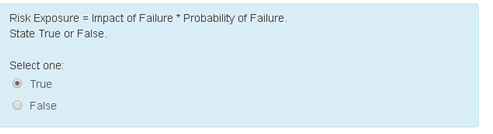 Risk Exposure = Impact of Failure * Probability of Failure.
State True or False.
Select one:
True
False